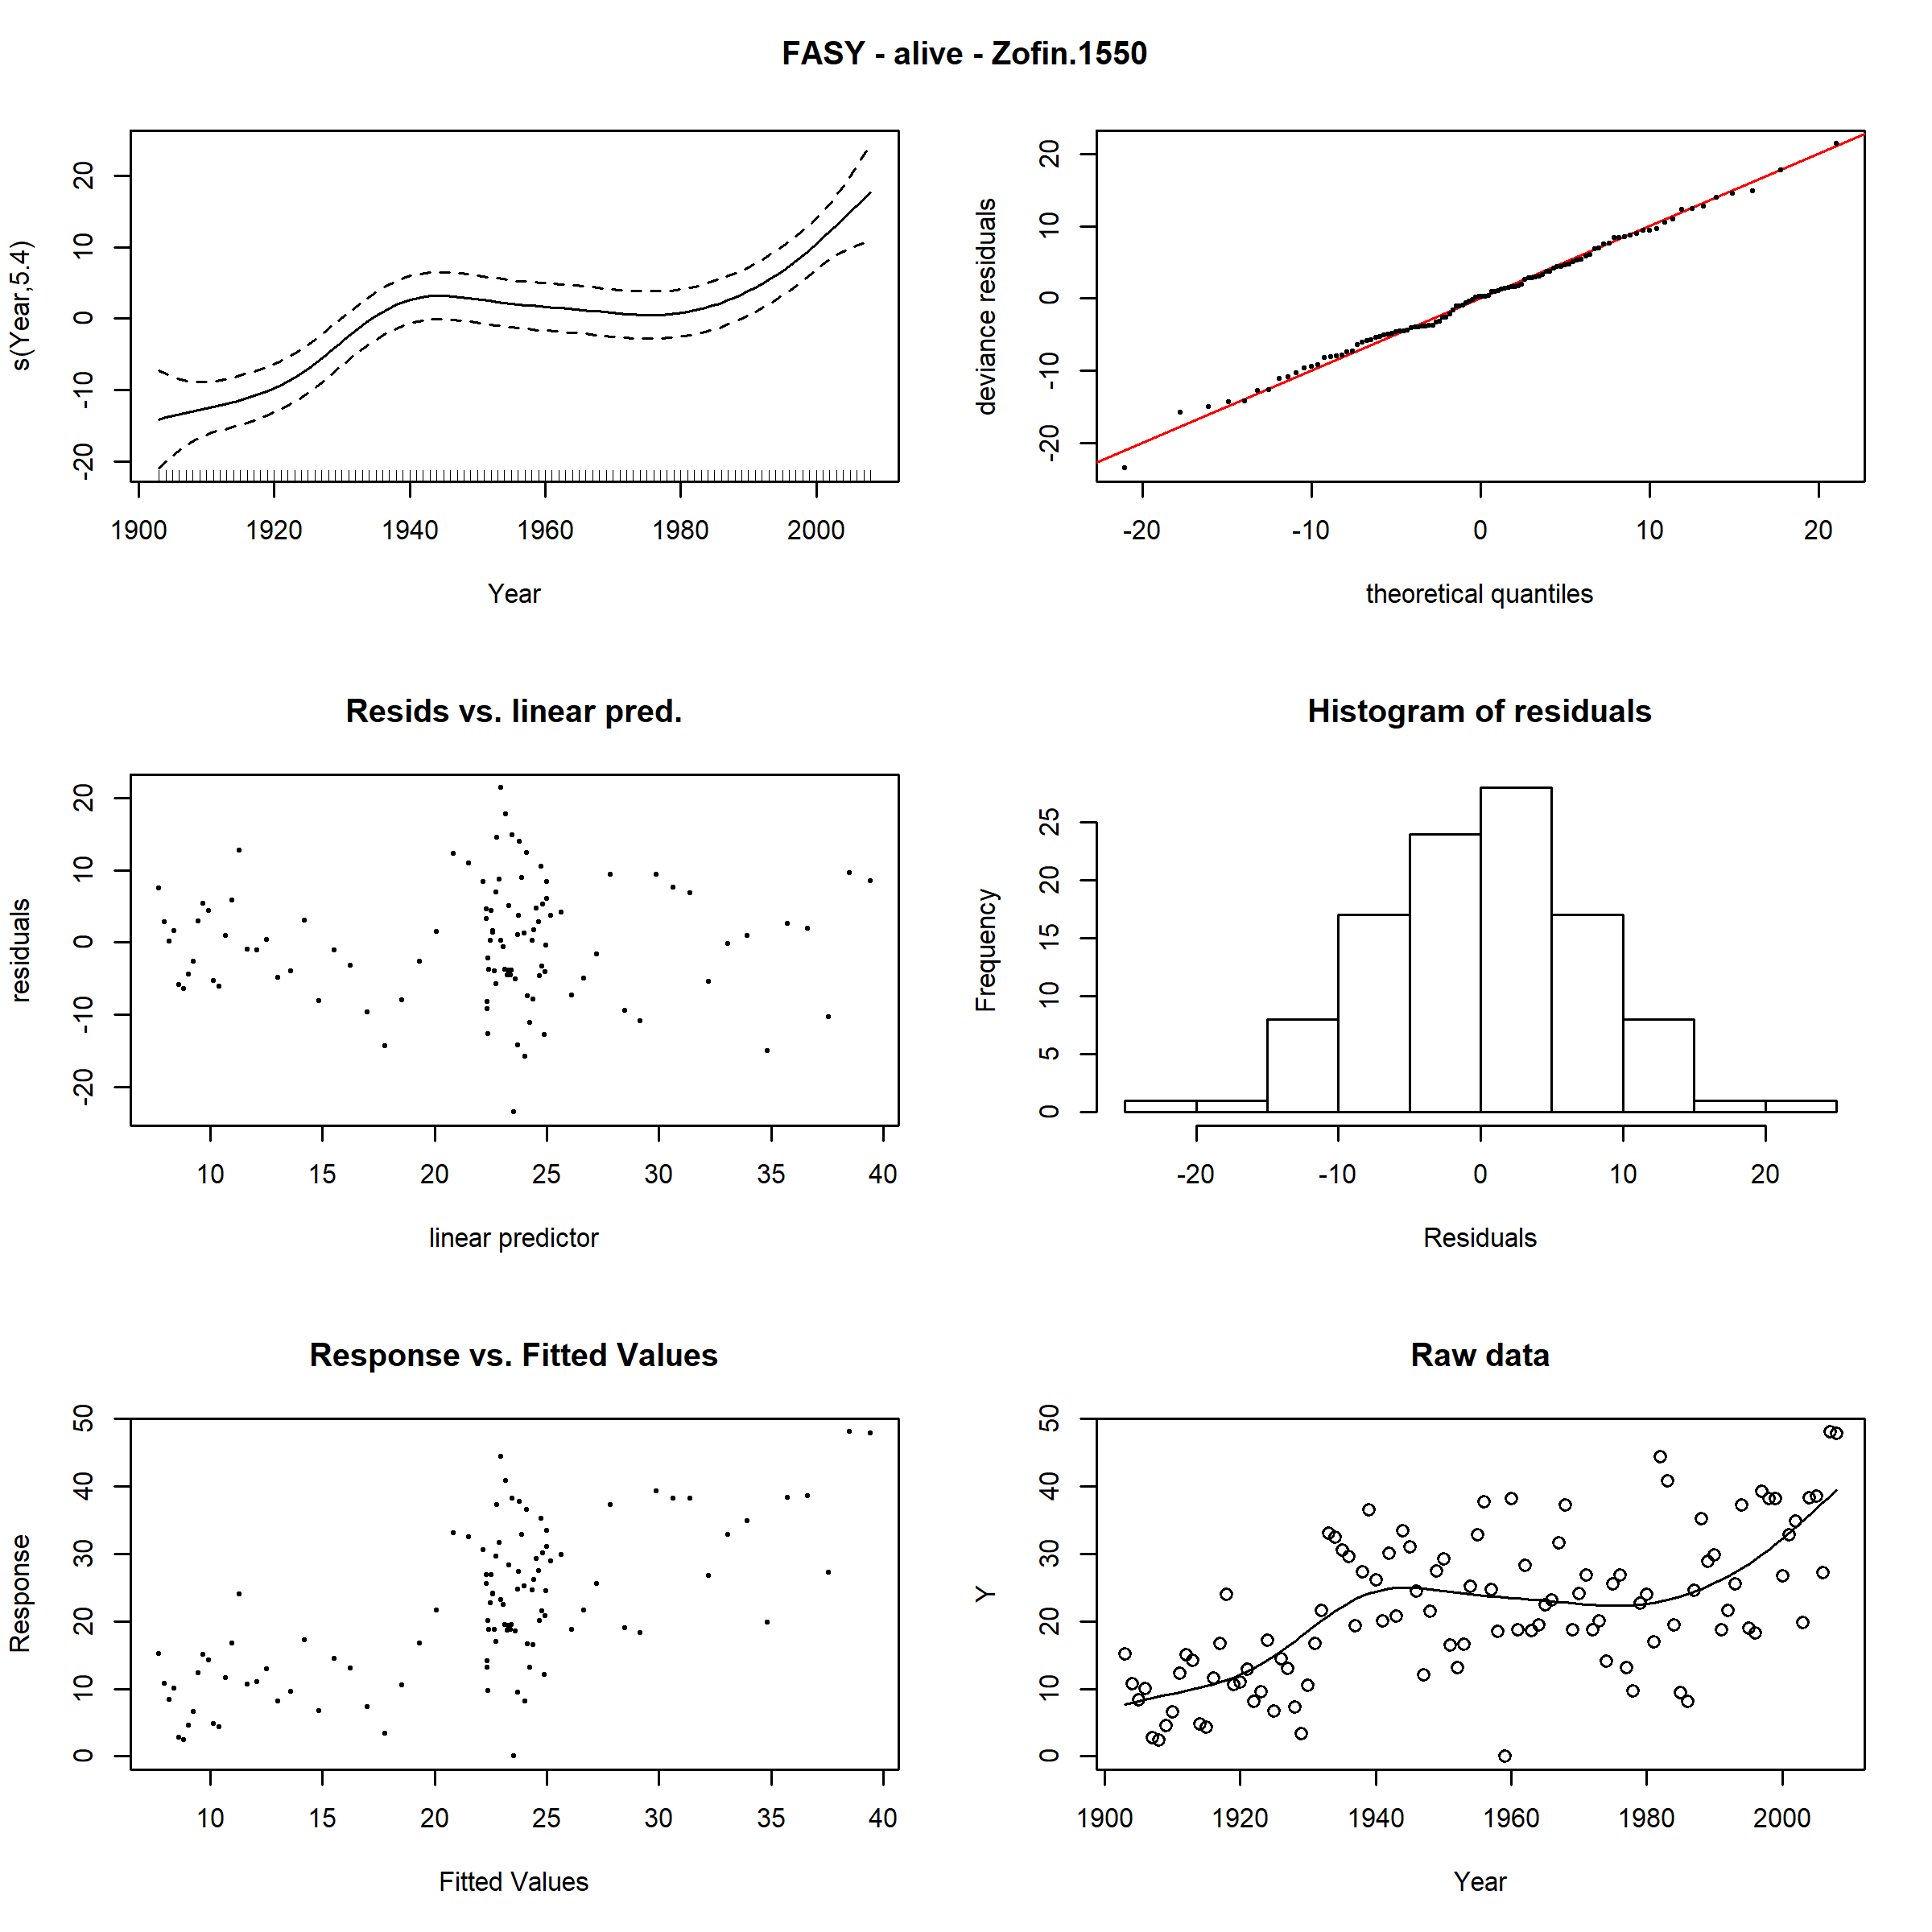 FASY - alive - Zofin.1550
s(Year,5.4)
-20 -10 0 10 20
1900 1920 1940 1960 1980 2000
Year
deviance residuals
-20 -10 0 10 20
-20 -10 0 10 20
theoretical quantiles
Resids vs. linear pred.
residuals
-20 -10 0 10 20
10 15 20 25 30 35 40
linear predictor
Histogram of residuals
Frequency
0 5 10 15 20 25
-20 -10 0 10 20
Residuals
Response vs. Fitted Values
Response
0 10 20 30 40 50
10 15 20 25 30 35 40
Fitted Values
Raw data
Y
0 10 20 30 40 50
1900 1920 1940 1960 1980 2000
Year